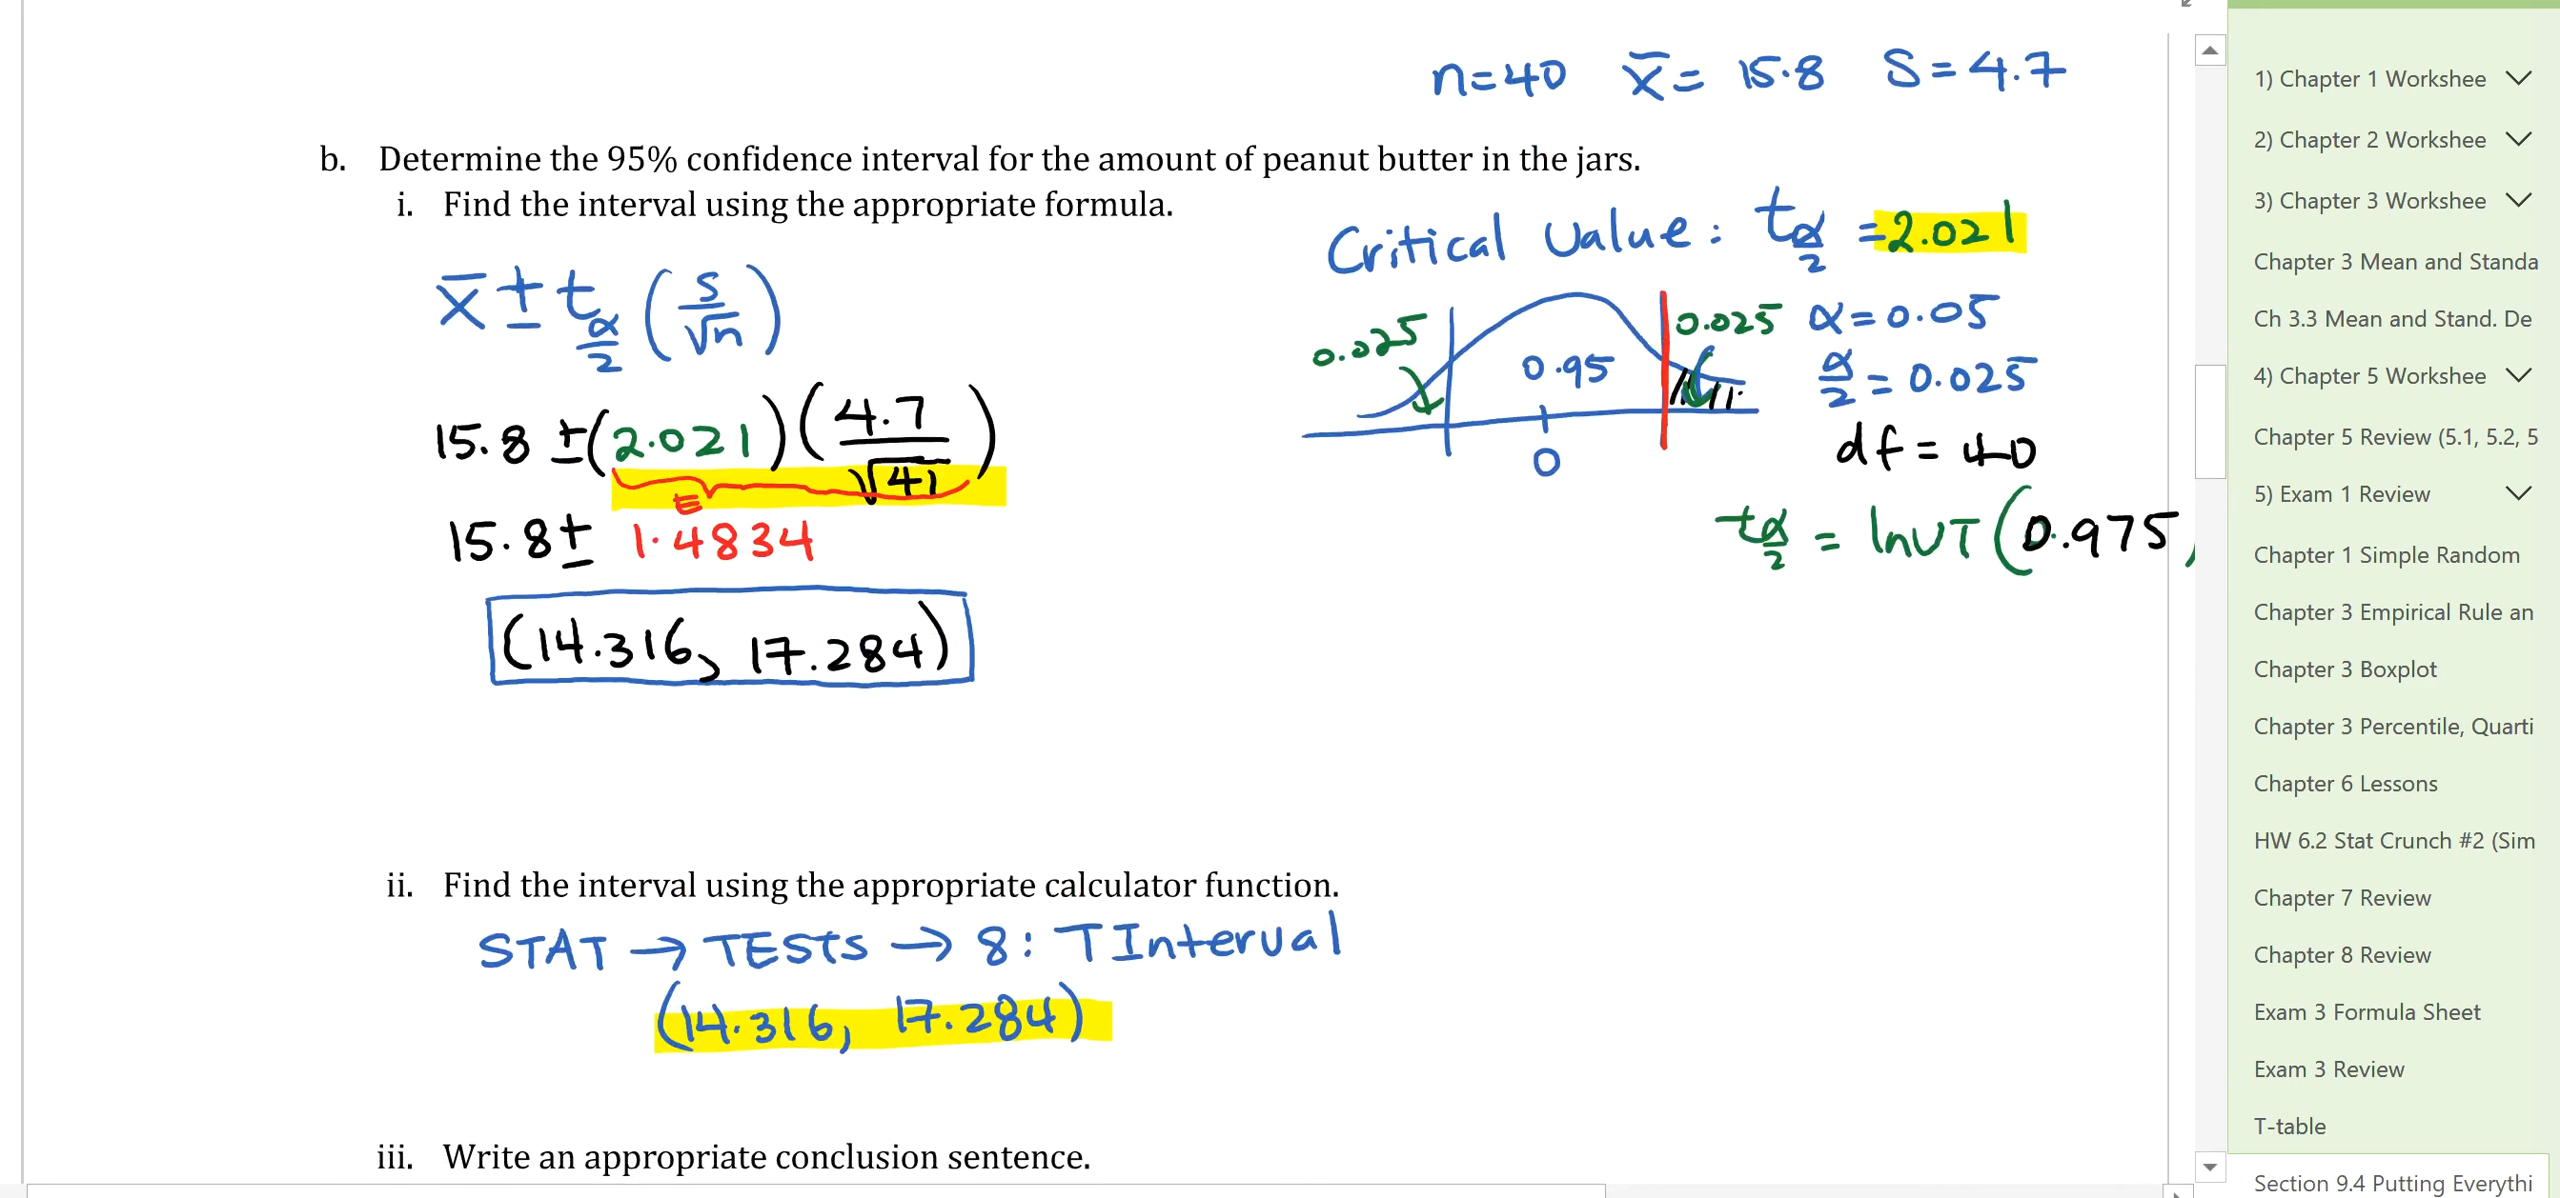 n=40 x̄= 15.8 S=4.7
b. Determine the 95% confidence interval for the amount of peanut butter in the jars.
i. Find the interval using the appropriate formula.
Critical Value: t α/2 =2.021
x̄ ± t α/2 (s/√n)
0.025 0.95 0.025 α=0.05
0
α/2 = 0.025
15.8 ±(2.021)(4.7/√41)
df = 40
E
15.8± 1.4834
t α/2 = InvT(0.975,
(14.316, 17.284)
ii. Find the interval using the appropriate calculator function.
STAT → TESTS → 8: TInterval
(14.316, 17.284)
iii. Write an appropriate conclusion sentence.
1) Chapter 1 Workshee
2) Chapter 2 Workshee
3) Chapter 3 Workshee
Chapter 3 Mean and Standa
Ch 3.3 Mean and Stand. De
4) Chapter 5 Workshee
Chapter 5 Review (5.1, 5.2, 5
5) Exam 1 Review
Chapter 1 Simple Random
Chapter 3 Empirical Rule an
Chapter 3 Boxplot
Chapter 3 Percentile, Quarti
Chapter 6 Lessons
HW 6.2 Stat Crunch #2 (Sim
Chapter 7 Review
Chapter 8 Review
Exam 3 Formula Sheet
Exam 3 Review
T-table
Section 9.4 Putting Everythi